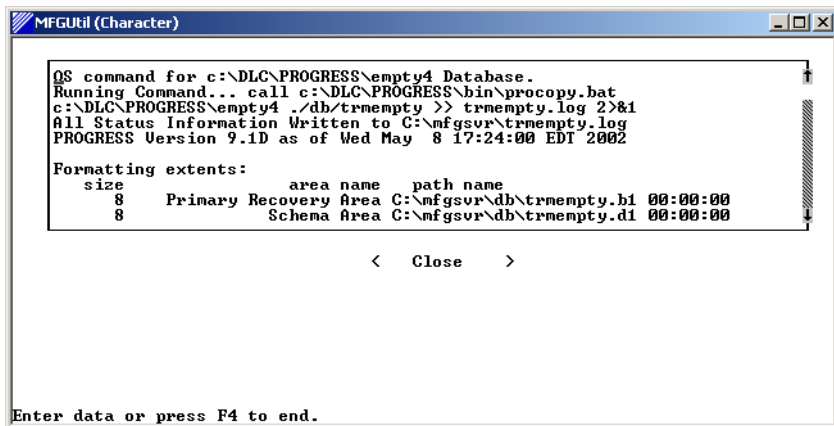 MFGUtil (Character)
OS command for c:\DLC\PROGRESS\empty4 Database.
Running Command... call c:\DLC\PROGRESS\bin\procopy.bat
c:\DLC\PROGRESS\empty4 ./db/trmempty >> trmempty.log 2>&1
All Status Information Written to C:\mfgsvr\trmempty.log
PROGRESS Version 9.1D as of Wed May  8 17:24:00 EDT 2002
Formatting extents:
size area name path name
8 Primary Recovery Area C:\mfgsvr\db\trmempty.b1 00:00:00
8 Schema Area C:\mfgsvr\db\trmempty.d1 00:00:00
< Close >
Enter data or press F4 to end.